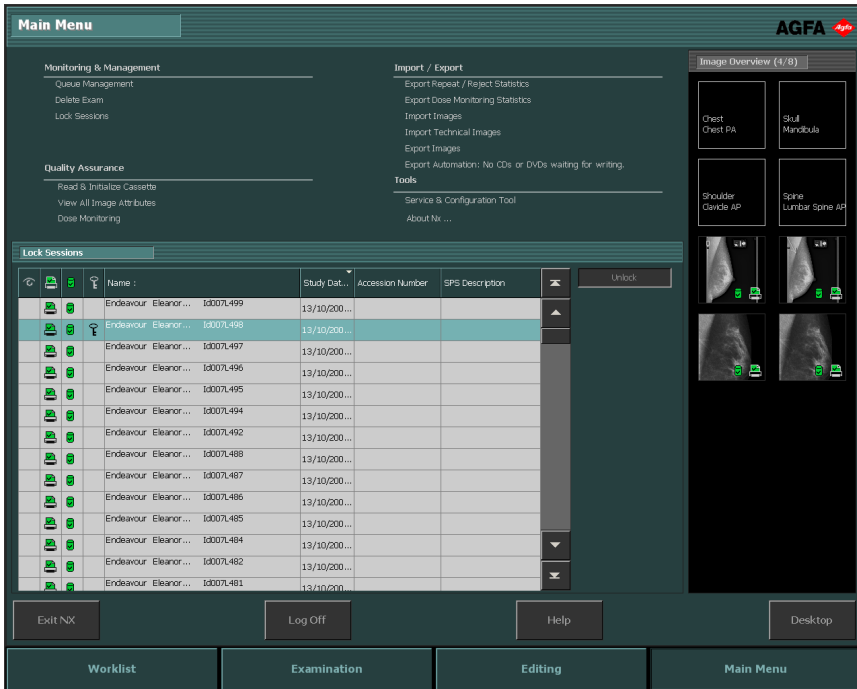 Main Menu
AGFA
Agfa
Monitoring & Management
Queue Management
Delete Exam
Lock Sessions
Quality Assurance
Read & Initialize Cassette
View All Image Attributes
Dose Monitoring
Import / Export
Export Repeat / Reject Statistics
Export Dose Monitoring Statistics
Import Images
Import Technical Images
Export Images
Export Automation: No CDs or DVDs waiting for writing.
Tools
Service & Configuration Tool
About Nx ...
Image Overview (4/8)
Chest
Chest PA
Skull
Mandibula
Shoulder
Clavicle AP
Spine
Lumbar Spine AP
Lock Sessions
Name : Study Dat... Accession Number SPS Description
Unlock
Endeavour Eleanor... Id007L499 13/10/200...
Endeavour Eleanor... Id007L498 13/10/200...
Endeavour Eleanor... Id007L497 13/10/200...
Endeavour Eleanor... Id007L496 13/10/200...
Endeavour Eleanor... Id007L495 13/10/200...
Endeavour Eleanor... Id007L494 13/10/200...
Endeavour Eleanor... Id007L492 13/10/200...
Endeavour Eleanor... Id007L488 13/10/200...
Endeavour Eleanor... Id007L487 13/10/200...
Endeavour Eleanor... Id007L486 13/10/200...
Endeavour Eleanor... Id007L485 13/10/200...
Endeavour Eleanor... Id007L484 13/10/200...
Endeavour Eleanor... Id007L482 13/10/200...
Endeavour Eleanor... Id007L481 13/10/200...
Exit NX
Log Off
Help
Desktop
Worklist
Examination
Editing
Main Menu